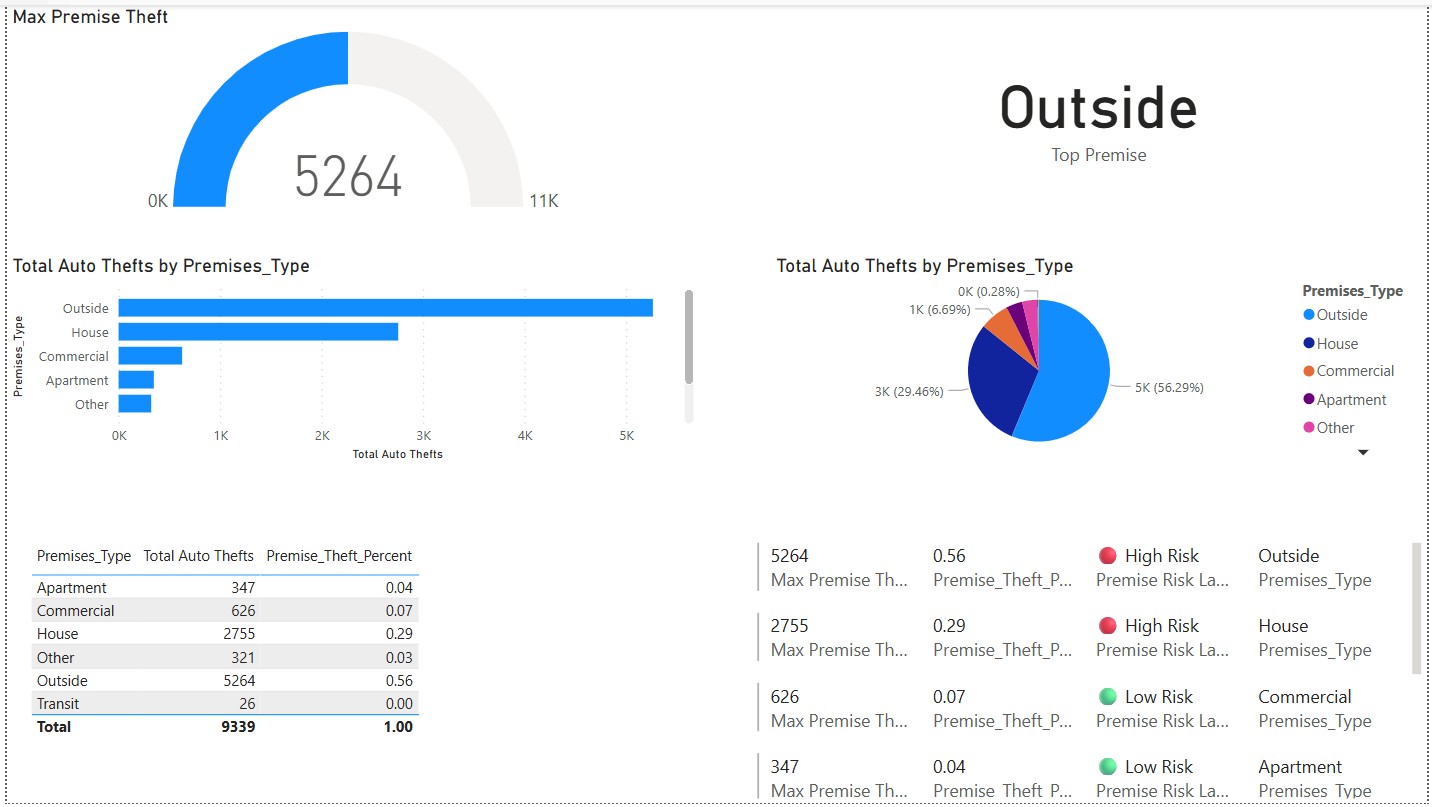 Max Premise Theft
5264
0K
11K
Outside
Top Premise
Total Auto Thefts by Premises_Type
Premises_Type
Outside
House
Commercial
Apartment
Other
0K 1K 2K 3K 4K 5K
Total Auto Thefts
Total Auto Thefts by Premises_Type
0K (0.28%)
1K (6.69%)
3K (29.46%)
5K (56.29%)
Premises_Type
Outside
House
Commercial
Apartment
Other
Premises_Type Total Auto Thefts Premise_Theft_Percent
Apartment 347 0.04
Commercial 626 0.07
House 2755 0.29
Other 321 0.03
Outside 5264 0.56
Transit 26 0.00
Total 9339 1.00
5264 0.56 High Risk Outside
Max Premise Th... Premise_Theft_P... Premise Risk La... Premises_Type
2755 0.29 High Risk House
Max Premise Th... Premise_Theft_P... Premise Risk La... Premises_Type
626 0.07 Low Risk Commercial
Max Premise Th... Premise_Theft_P... Premise Risk La... Premises_Type
347 0.04 Low Risk Apartment
Max Premise Th... Premise_Theft_P... Premise Risk La... Premises_Type